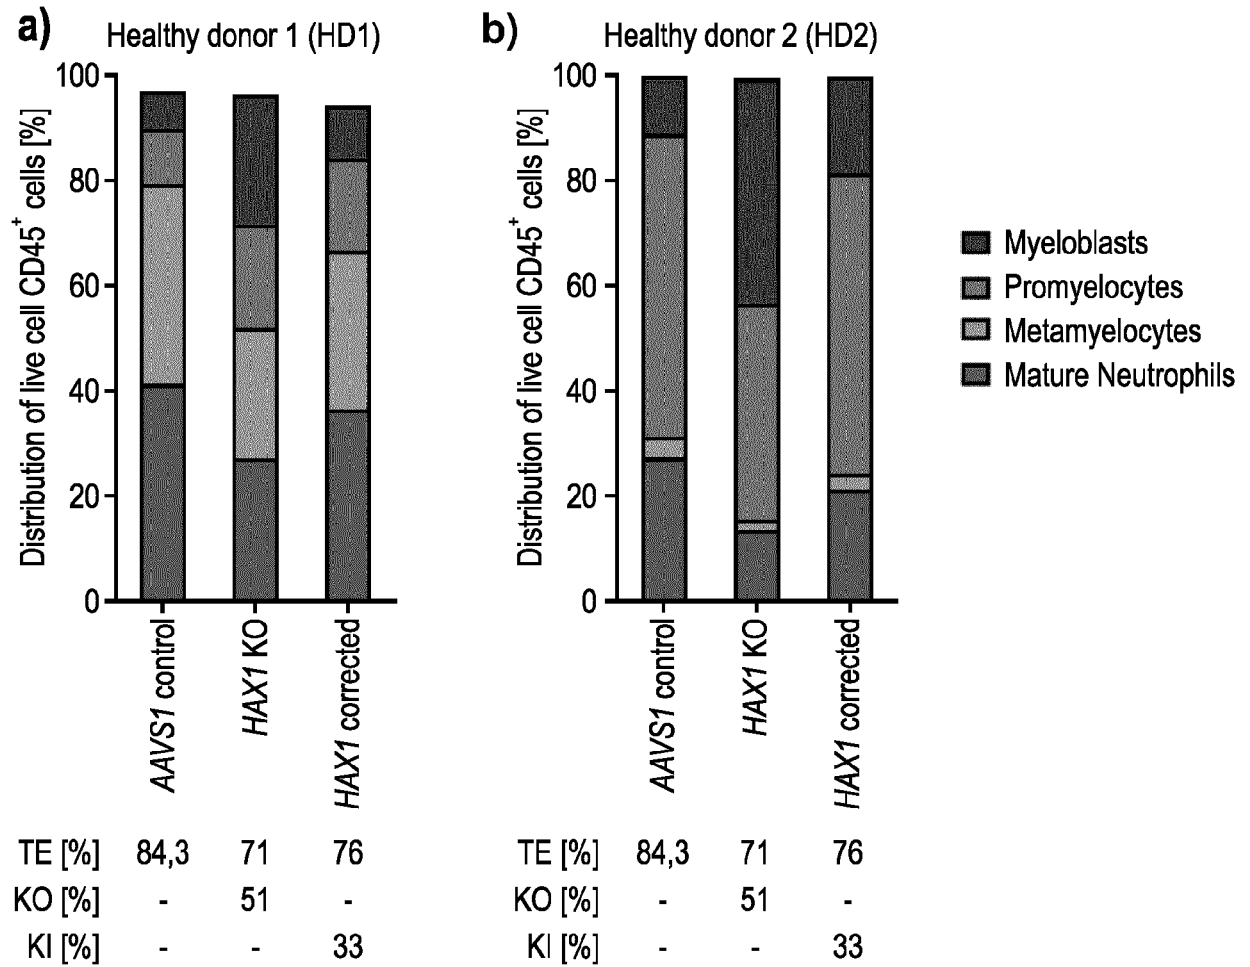 a)
Healthy donor 1 (HD1)
Distribution of live cell CD45⁺ cells [%]
100
80
60
40
20
0
AAVS1 control
HAX1 KO
HAX1 corrected
TE [%] 84,3 71 76
KO [%] - 51 -
KI [%] - - 33
b)
Healthy donor 2 (HD2)
Distribution of live cell CD45⁺ cells [%]
100
80
60
40
20
0
AAVS1 control
HAX1 KO
HAX1 corrected
TE [%] 84,3 71 76
KO [%] - 51 -
KI [%] - - 33
Myeloblasts
Promyelocytes
Metamyelocytes
Mature Neutrophils